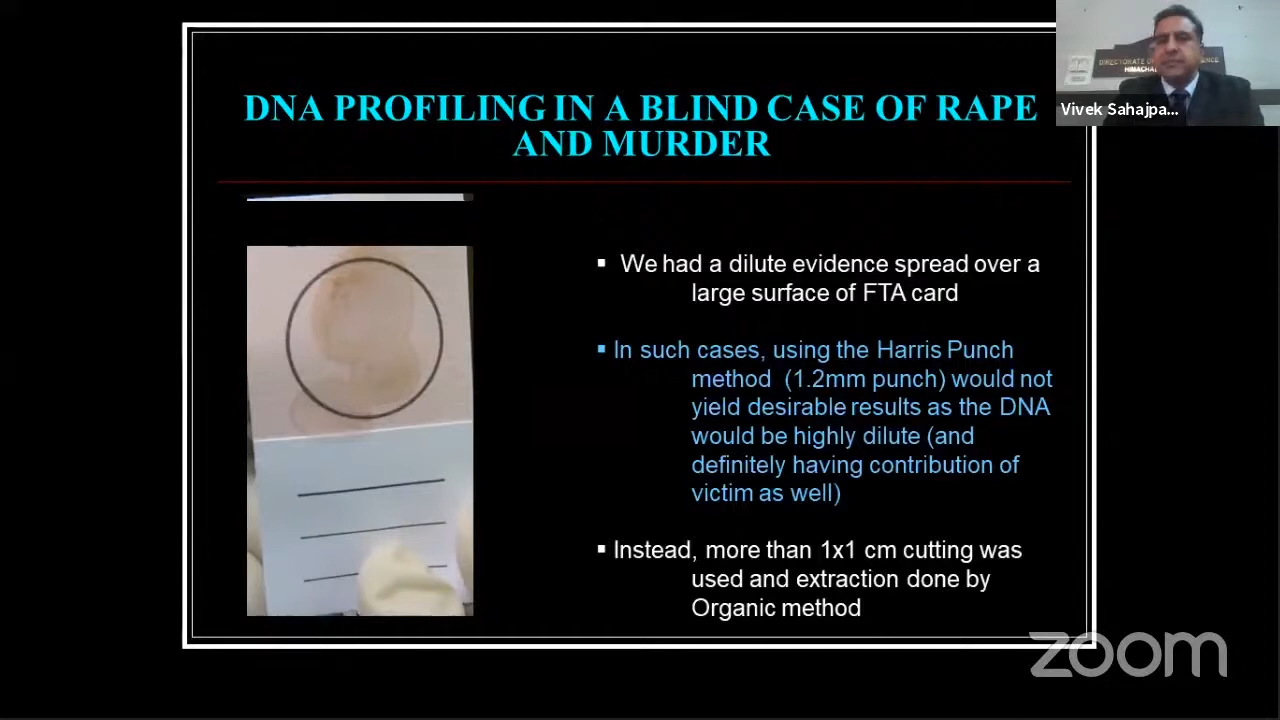 DIRECTORATE OF
HIMACHAL
Vivek Sahajpa...
DNA PROFILING IN A BLIND CASE OF RAPE
AND MURDER
▪ We had a dilute evidence spread over a
large surface of FTA card
▪ In such cases, using the Harris Punch
method (1.2mm punch) would not
yield desirable results as the DNA
would be highly dilute (and
definitely having contribution of
victim as well)
▪ Instead, more than 1x1 cm cutting was
used and extraction done by
Organic method
zoom